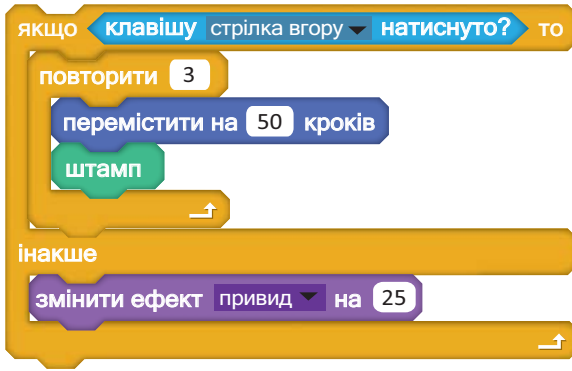 якщо клавішу стрілка вгору натиснуто? то
повторити 3
перемістити на 50 кроків
штамп
інакше
змінити ефект привид на 25